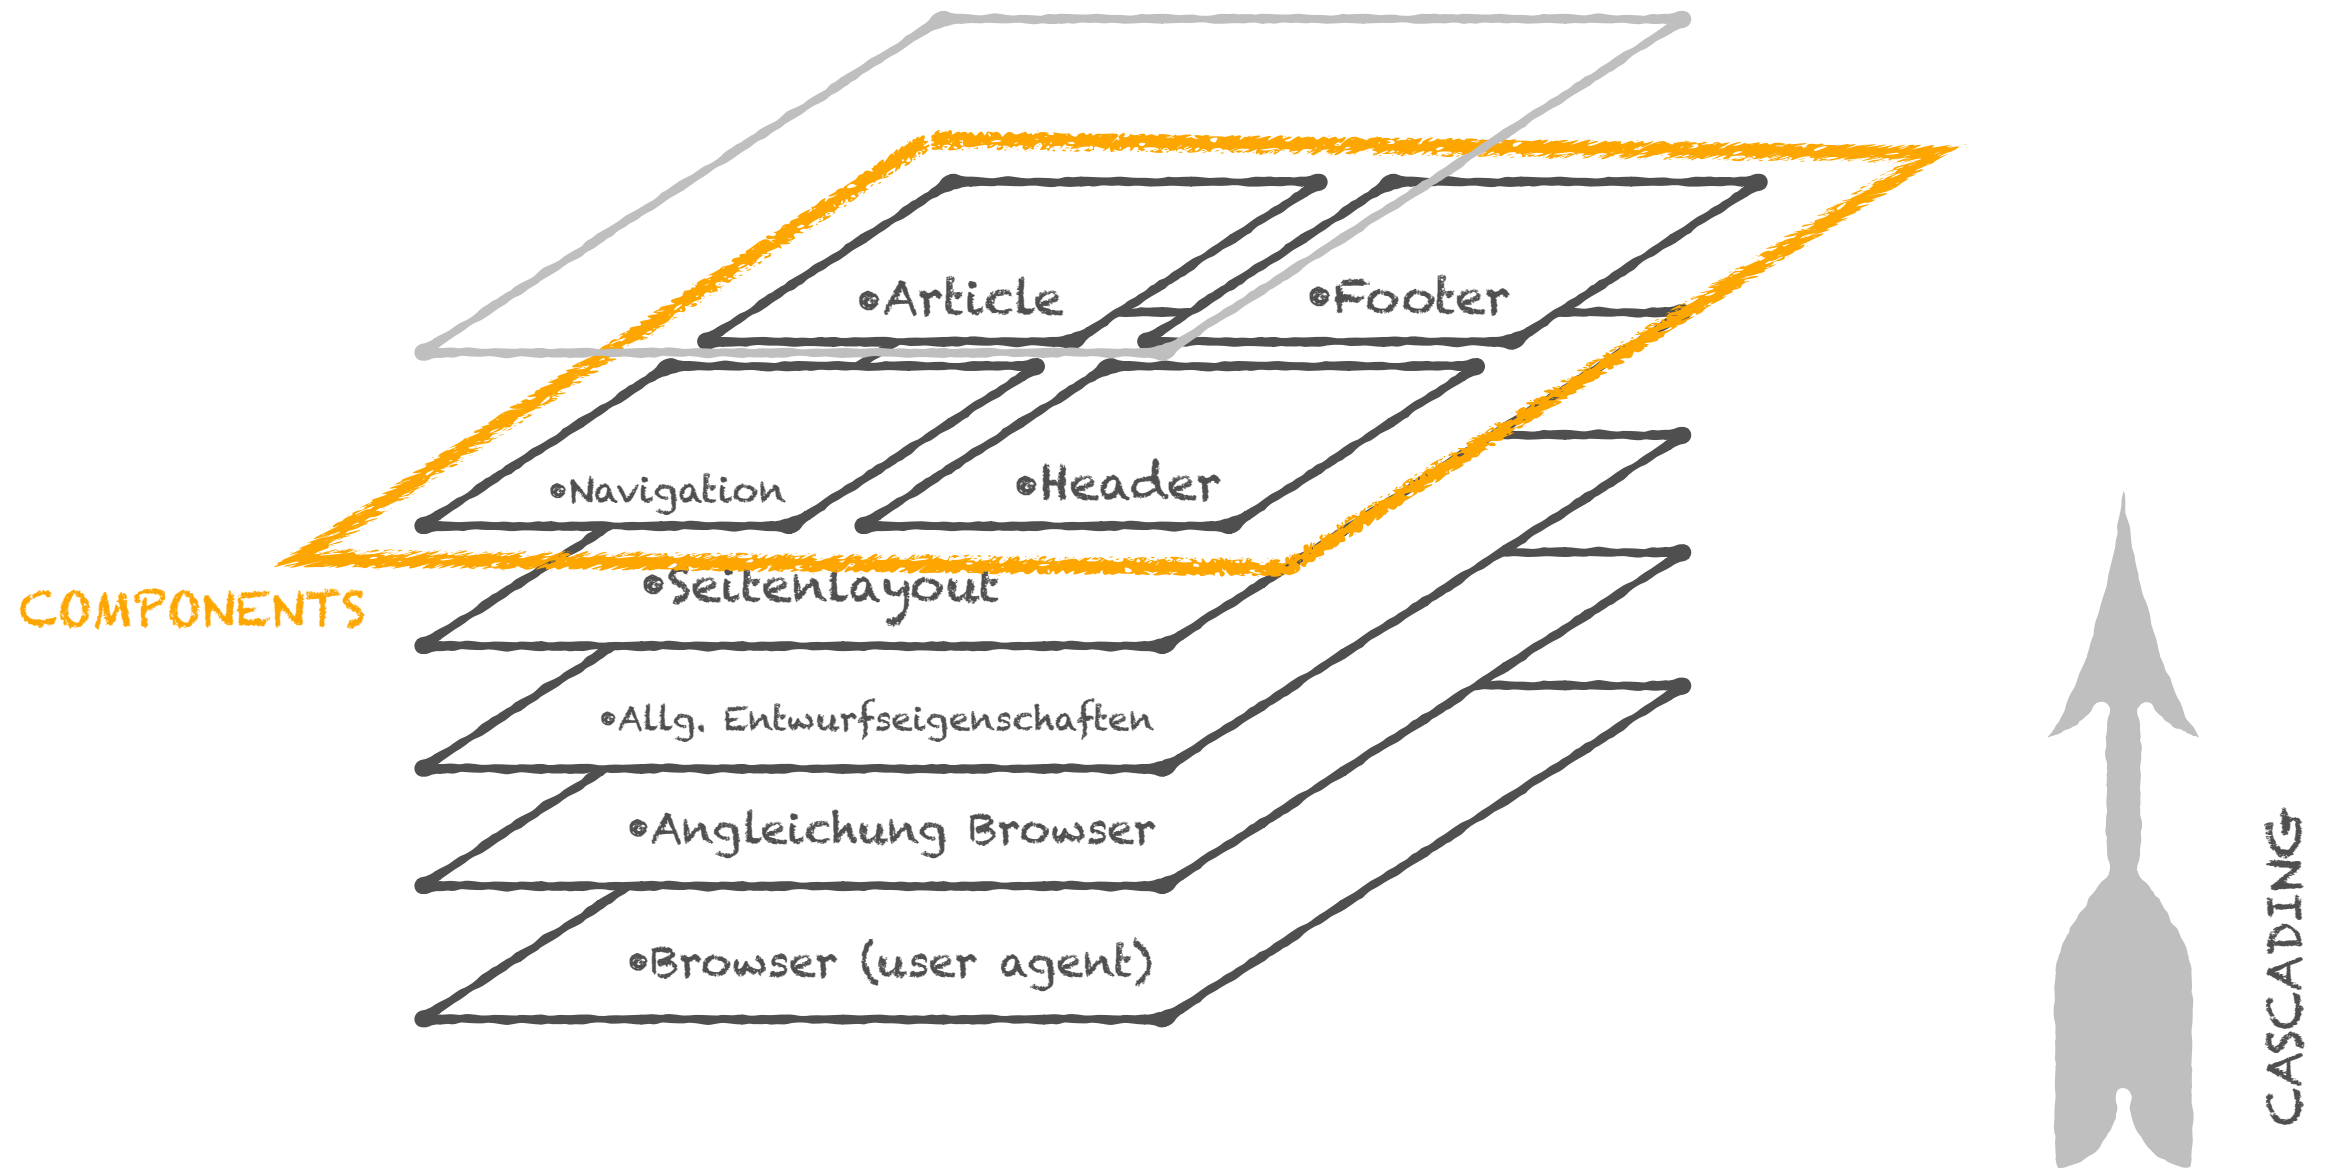 •Article
•Footer
•Navigation
•Header
COMPONENTS
•Seitenlayout
•Allg. Entwurfseigenschaften
•Angleichung Browser
•Browser (user agent)
CASCADING